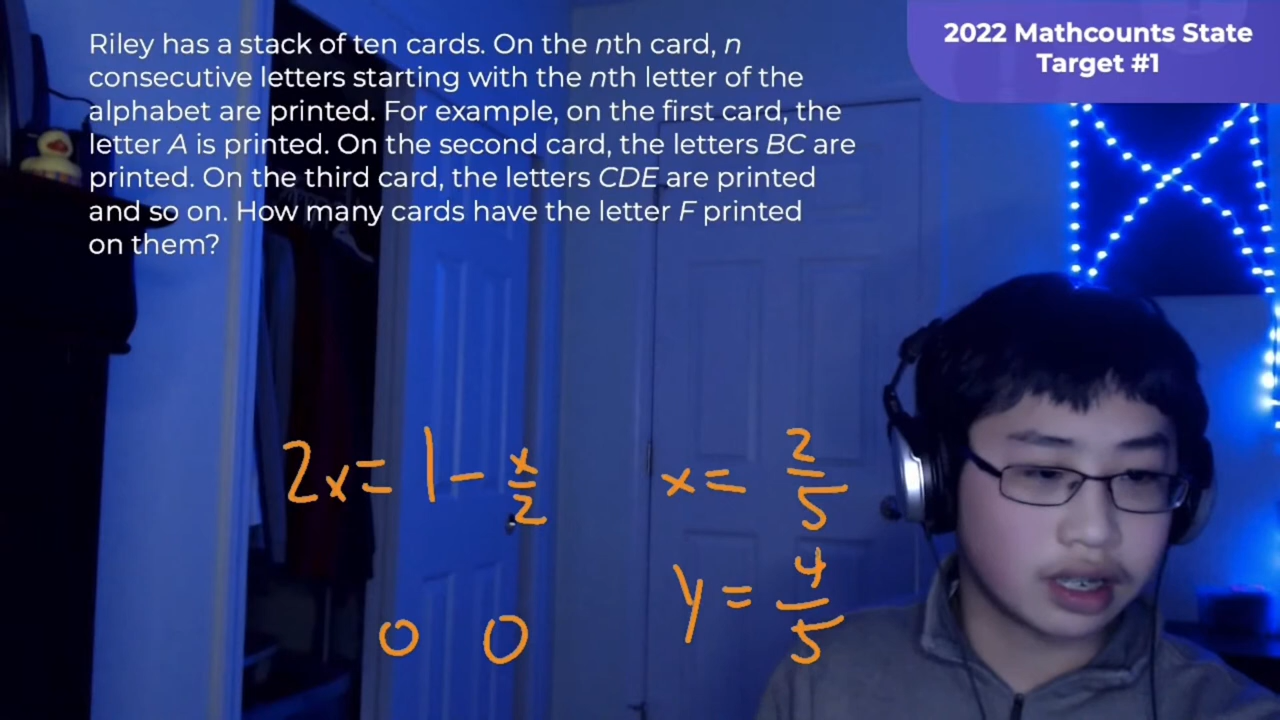 Riley has a stack of ten cards. On the nth card, n
consecutive letters starting with the nth letter of the
alphabet are printed. For example, on the first card, the
letter A is printed. On the second card, the letters BC are
printed. On the third card, the letters CDE are printed
and so on. How many cards have the letter F printed
on them?
2022 Mathcounts State
Target #1
2x = 1 - x/2
x = 2/5
y = 4/5
0 0